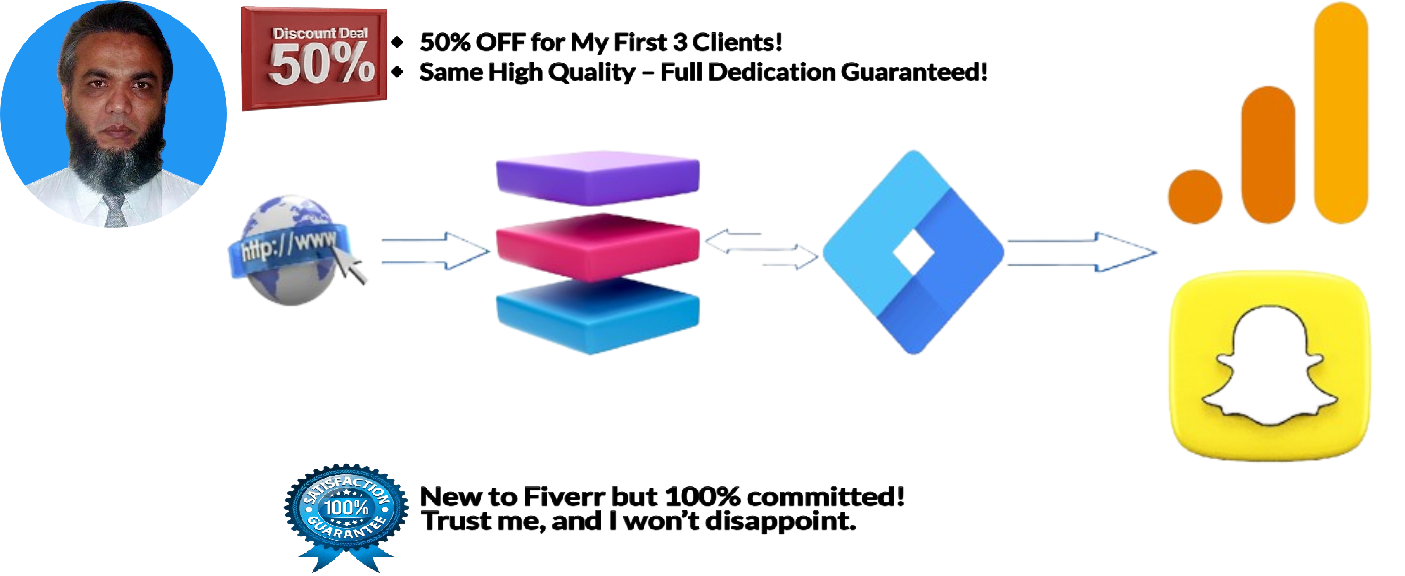 Discount Deal
50%
◆ 50% OFF for My First 3 Clients!
◆ Same High Quality – Full Dedication Guaranteed!
http://www
SATISFACTION
100%
GUARANTEE
New to Fiverr but 100% committed!
Trust me, and I won’t disappoint.